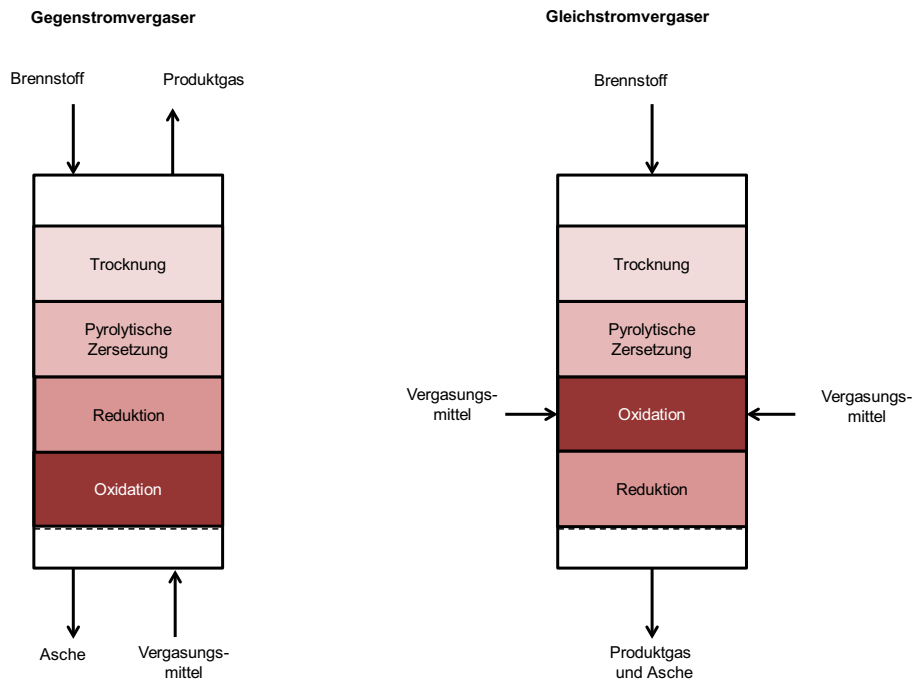 Gegenstromvergaser
Brennstoff
Produktgas
Trocknung
Pyrolytische
Zersetzung
Reduktion
Oxidation
Asche
Vergasungs-
mittel
Gleichstromvergaser
Brennstoff
Trocknung
Pyrolytische
Zersetzung
Vergasungs-
mittel
Oxidation
Vergasungs-
mittel
Reduktion
Produktgas
und Asche